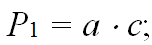 P₁ = a · c;